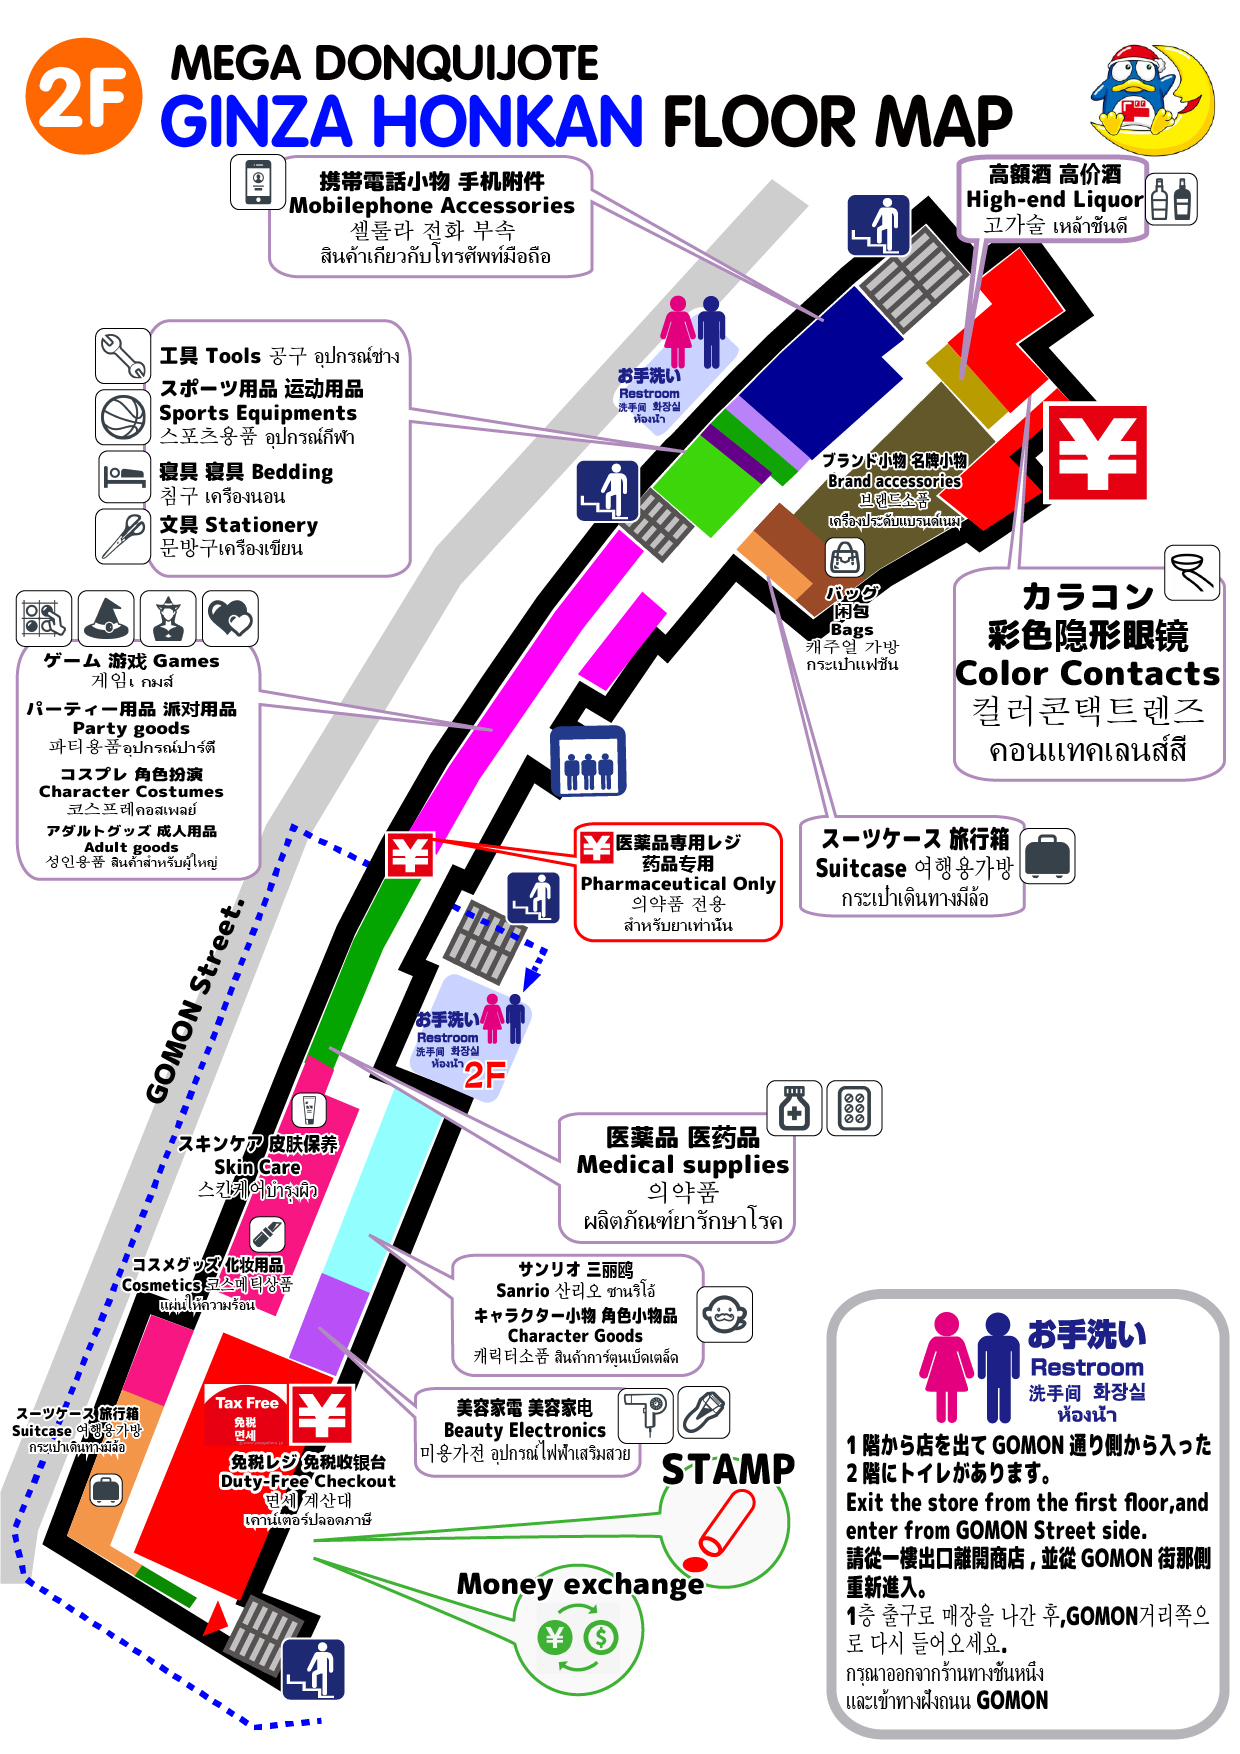 2F
MEGA DONQUIJOTE
GINZA HONKAN FLOOR MAP
携帯電話小物 手机附件
Mobilephone Accessories
셀룰라 전화 부속
สินค้าเกี่ยวกับโทรศัพท์มือถือ
高額酒 高价酒
High-end Liquor
고가술 เหล้าชั้นดี
工具 Tools 공구 อุปกรณ์ช่าง
スポーツ用品 运动用品
Sports Equipments
스포츠용품 อุปกรณ์กีฬา
寝具 寝具 Bedding
침구 เครื่องนอน
文具 Stationery
문방구เครื่องเขียน
お手洗い
Restroom
洗手间 화장실
ห้องน้ำ
ブランド小物 名牌小物
Brand accessories
브랜드소품
เครื่องประดับแบรนด์เนม
¥
バッグ
闲包
Bags
캐주얼 가방
กระเป๋าแฟชั่น
カラコン
彩色隐形眼镜
Color Contacts
컬러콘택트렌즈
คอนแทคเลนส์สี
ゲーム 游戏 Games
게임เ กมส์
パーティー用品 派对用品
Party goods
파티용품อุปกรณ์ปาร์ตี้
コスプレ 角色扮演
Character Costumes
코스프레คอสเพลย์
アダルトグッズ 成人用品
Adult goods
성인용품 สินค้าสำหรับผู้ใหญ่
¥
¥
医薬品専用レジ
药品专用
Pharmaceutical Only
의약품 전용
สำหรับยาเท่านั้น
スーツケース 旅行箱
Suitcase 여행용가방
กระเป๋าเดินทางมีล้อ
GOMON Street.
お手洗い
Restroom
洗手间 화장실
ห้องน้ำ
2F
医薬品 医药品
Medical supplies
의약품
ผลิตภัณฑ์ยารักษาโรค
スキンケア 皮肤保养
Skin Care
스킨케어บำรุงผิว
コスメグッズ 化妆用品
Cosmetics 코스메틱상품
แผ่นให้ความร้อน
サンリオ 三丽鸥
Sanrio 산리오 ซานริโอ้
キャラクター小物 角色小物品
Character Goods
캐릭터소품 สินค้าการ์ตูนเบ็ดเตล็ด
美容家電 美容家电
Beauty Electronics
미용가전 อุปกรณ์ไฟฟ้าเสริมสวย
スーツケース 旅行箱
Suitcase 여행용가방
กระเป๋าเดินทางมีล้อ
Tax Free
免税
면세
¥
免税レジ 免税收银台
Duty-Free Checkout
면세 계산대
เคาน์เตอร์ปลอดภาษี
STAMP
Money exchange
¥ $
お手洗い
Restroom
洗手间 화장실
ห้องน้ำ
1 階から店を出て GOMON 通り側から入った
2 階にトイレがあります。
Exit the store from the first floor,and
enter from GOMON Street side.
請從一樓出口離開商店 , 並從 GOMON 街那側
重新進入。
1층 출구로 매장을 나간 후,GOMON거리쪽으
로 다시 들어오세요.
กรุณาออกจากร้านทางชั้นหนึ่ง
และเข้าทางฝั่งถนน GOMON